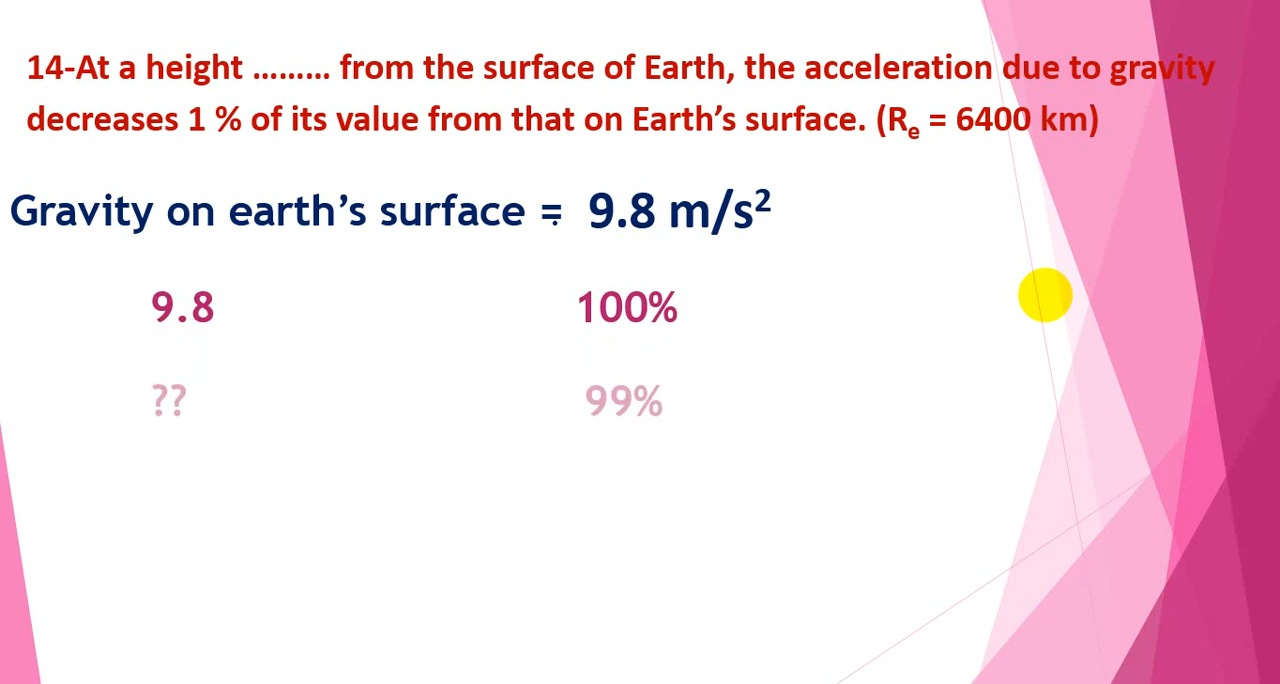 14-At a height ……... from the surface of Earth, the acceleration due to gravity
decreases 1 % of its value from that on Earth’s surface. (Re = 6400 km)
Gravity on earth’s surface = 9.8 m/s²
9.8 100%
?? 99%